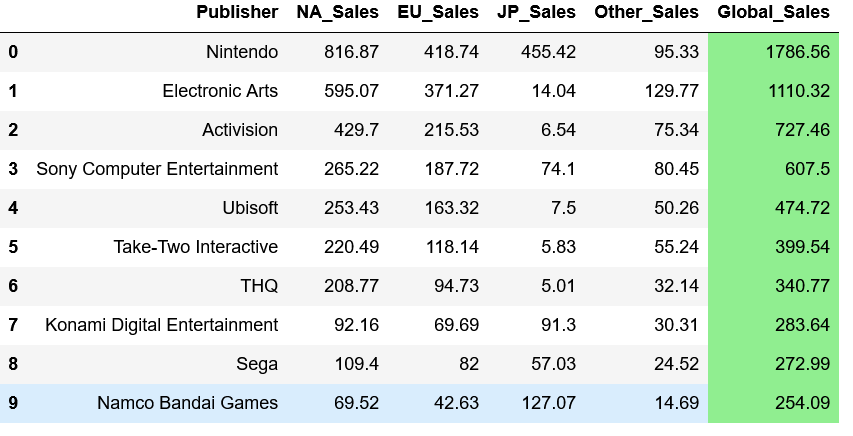 Publisher NA_Sales EU_Sales JP_Sales Other_Sales Global_Sales
0 Nintendo 816.87 418.74 455.42 95.33 1786.56
1 Electronic Arts 595.07 371.27 14.04 129.77 1110.32
2 Activision 429.7 215.53 6.54 75.34 727.46
3 Sony Computer Entertainment 265.22 187.72 74.1 80.45 607.5
4 Ubisoft 253.43 163.32 7.5 50.26 474.72
5 Take-Two Interactive 220.49 118.14 5.83 55.24 399.54
6 THQ 208.77 94.73 5.01 32.14 340.77
7 Konami Digital Entertainment 92.16 69.69 91.3 30.31 283.64
8 Sega 109.4 82 57.03 24.52 272.99
9 Namco Bandai Games 69.52 42.63 127.07 14.69 254.09